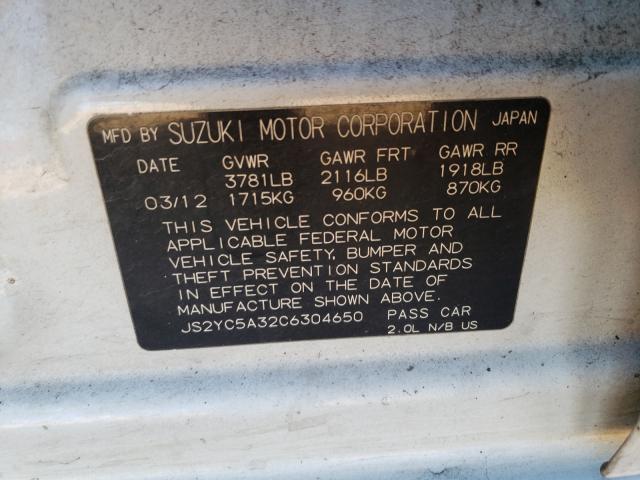 MFD BY SUZUKI MOTOR CORPORATION JAPAN
DATE GVWR GAWR FRT GAWR RR
3781LB 2116LB 1918LB
03/12 1715KG 960KG 870KG
THIS VEHICLE CONFORMS TO ALL
APPLICABLE FEDERAL MOTOR
VEHICLE SAFETY, BUMPER AND
THEFT PREVENTION STANDARDS
IN EFFECT ON THE DATE OF
MANUFACTURE SHOWN ABOVE.
JS2YC5A32C6304650 PASS CAR
2.0L N/B US